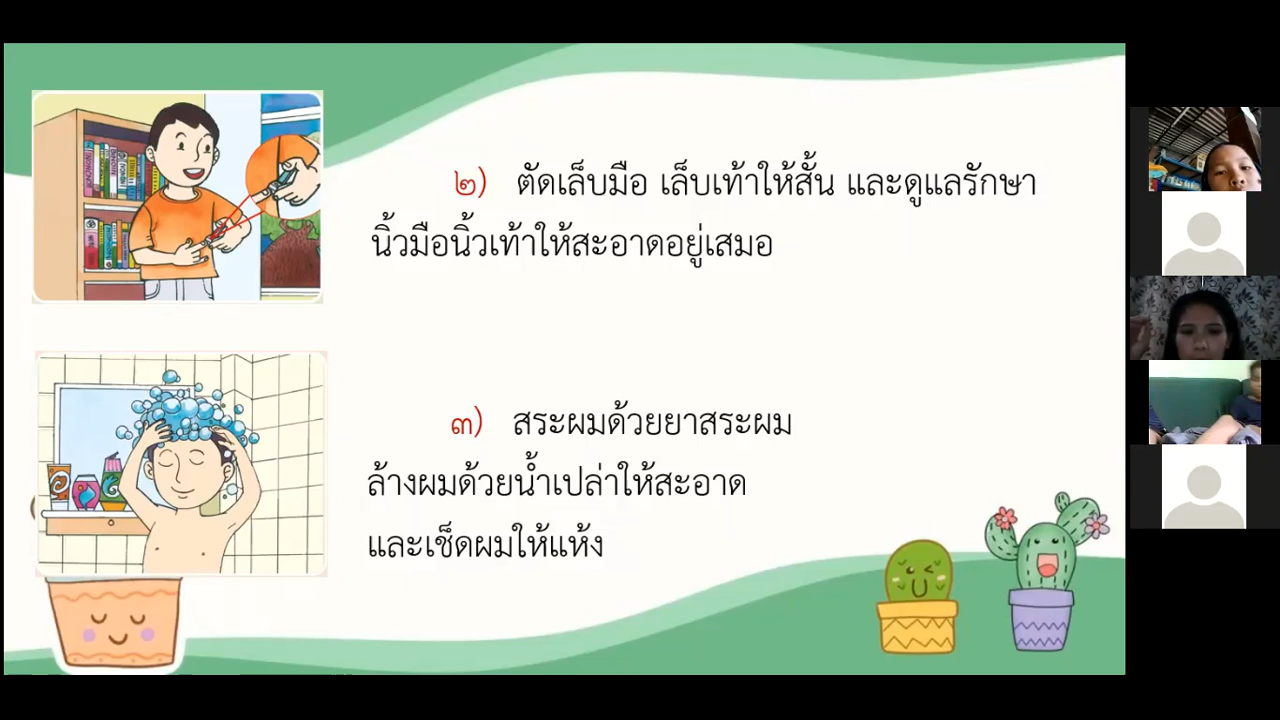 ๒) ตัดเล็บมือ เล็บเท้าให้สั้น และดูแลรักษา
นิ้วมือนิ้วเท้าให้สะอาดอยู่เสมอ
๓) สระผมด้วยยาสระผม
ล้างผมด้วยน้ำเปล่าให้สะอาด
และเช็ดผมให้แห้ง